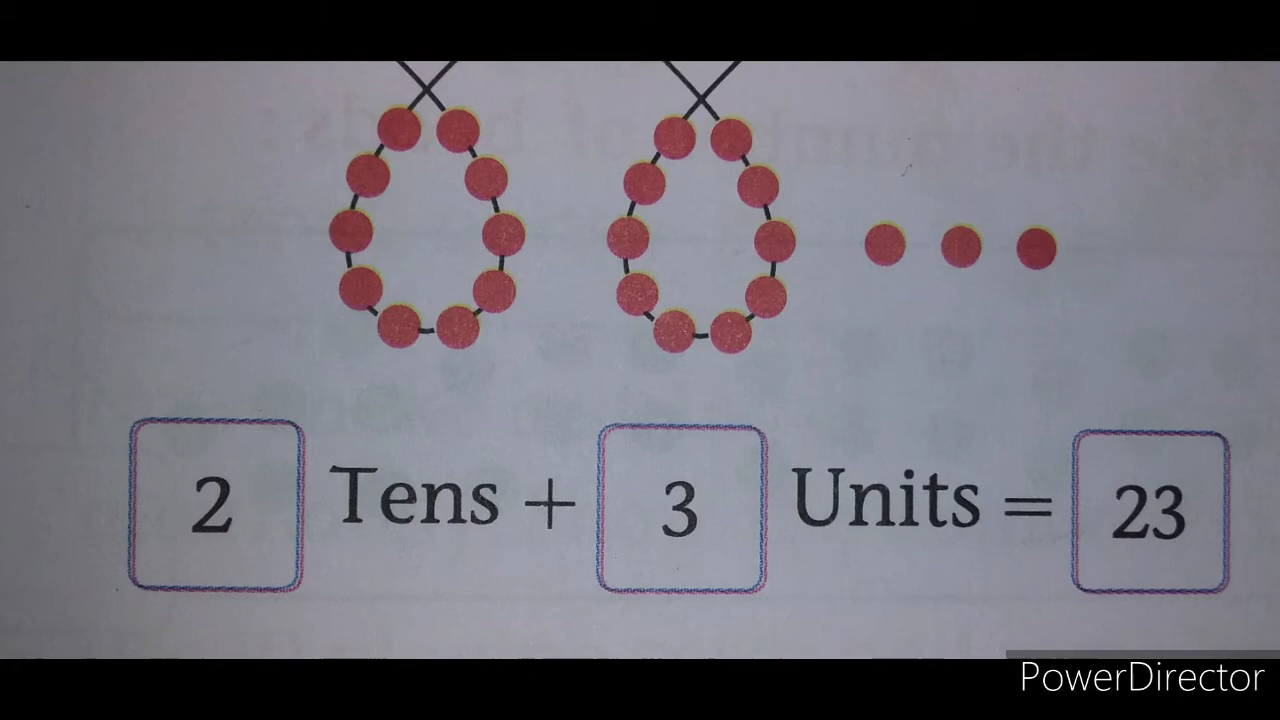 2 Tens + 3 Units = 23
PowerDirector